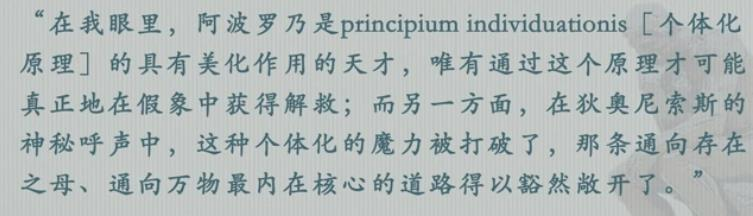 “在我眼里，阿波罗乃是principium individuationis［个体化
原理］的具有美化作用的天才，唯有通过这个原理才可能
真正地在假象中获得解救；而另一方面，在狄奥尼索斯的
神秘呼声中，这种个体化的魔力被打破了，那条通向存在
之母、通向万物最内在核心的道路得以豁然敞开了。”